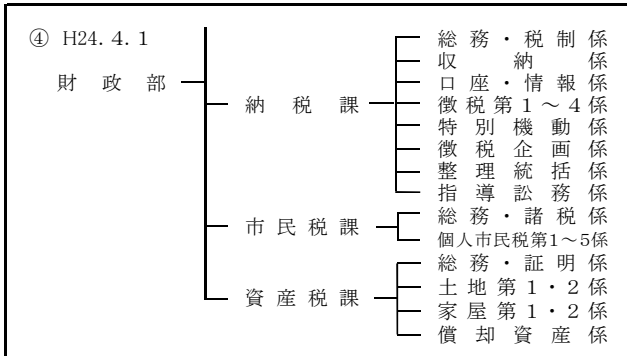 ④ H24.4.1
財政部
納税課
総務・税制係
収納係
口座・情報係
徴税第1～4係
特別機動係
徴税企画係
整理統括係
指導訟務係
市民税課
総務・諸税係
個人市民税第1～5係
資産税課
総務・証明係
土地第1・2係
家屋第1・2係
償却資産係